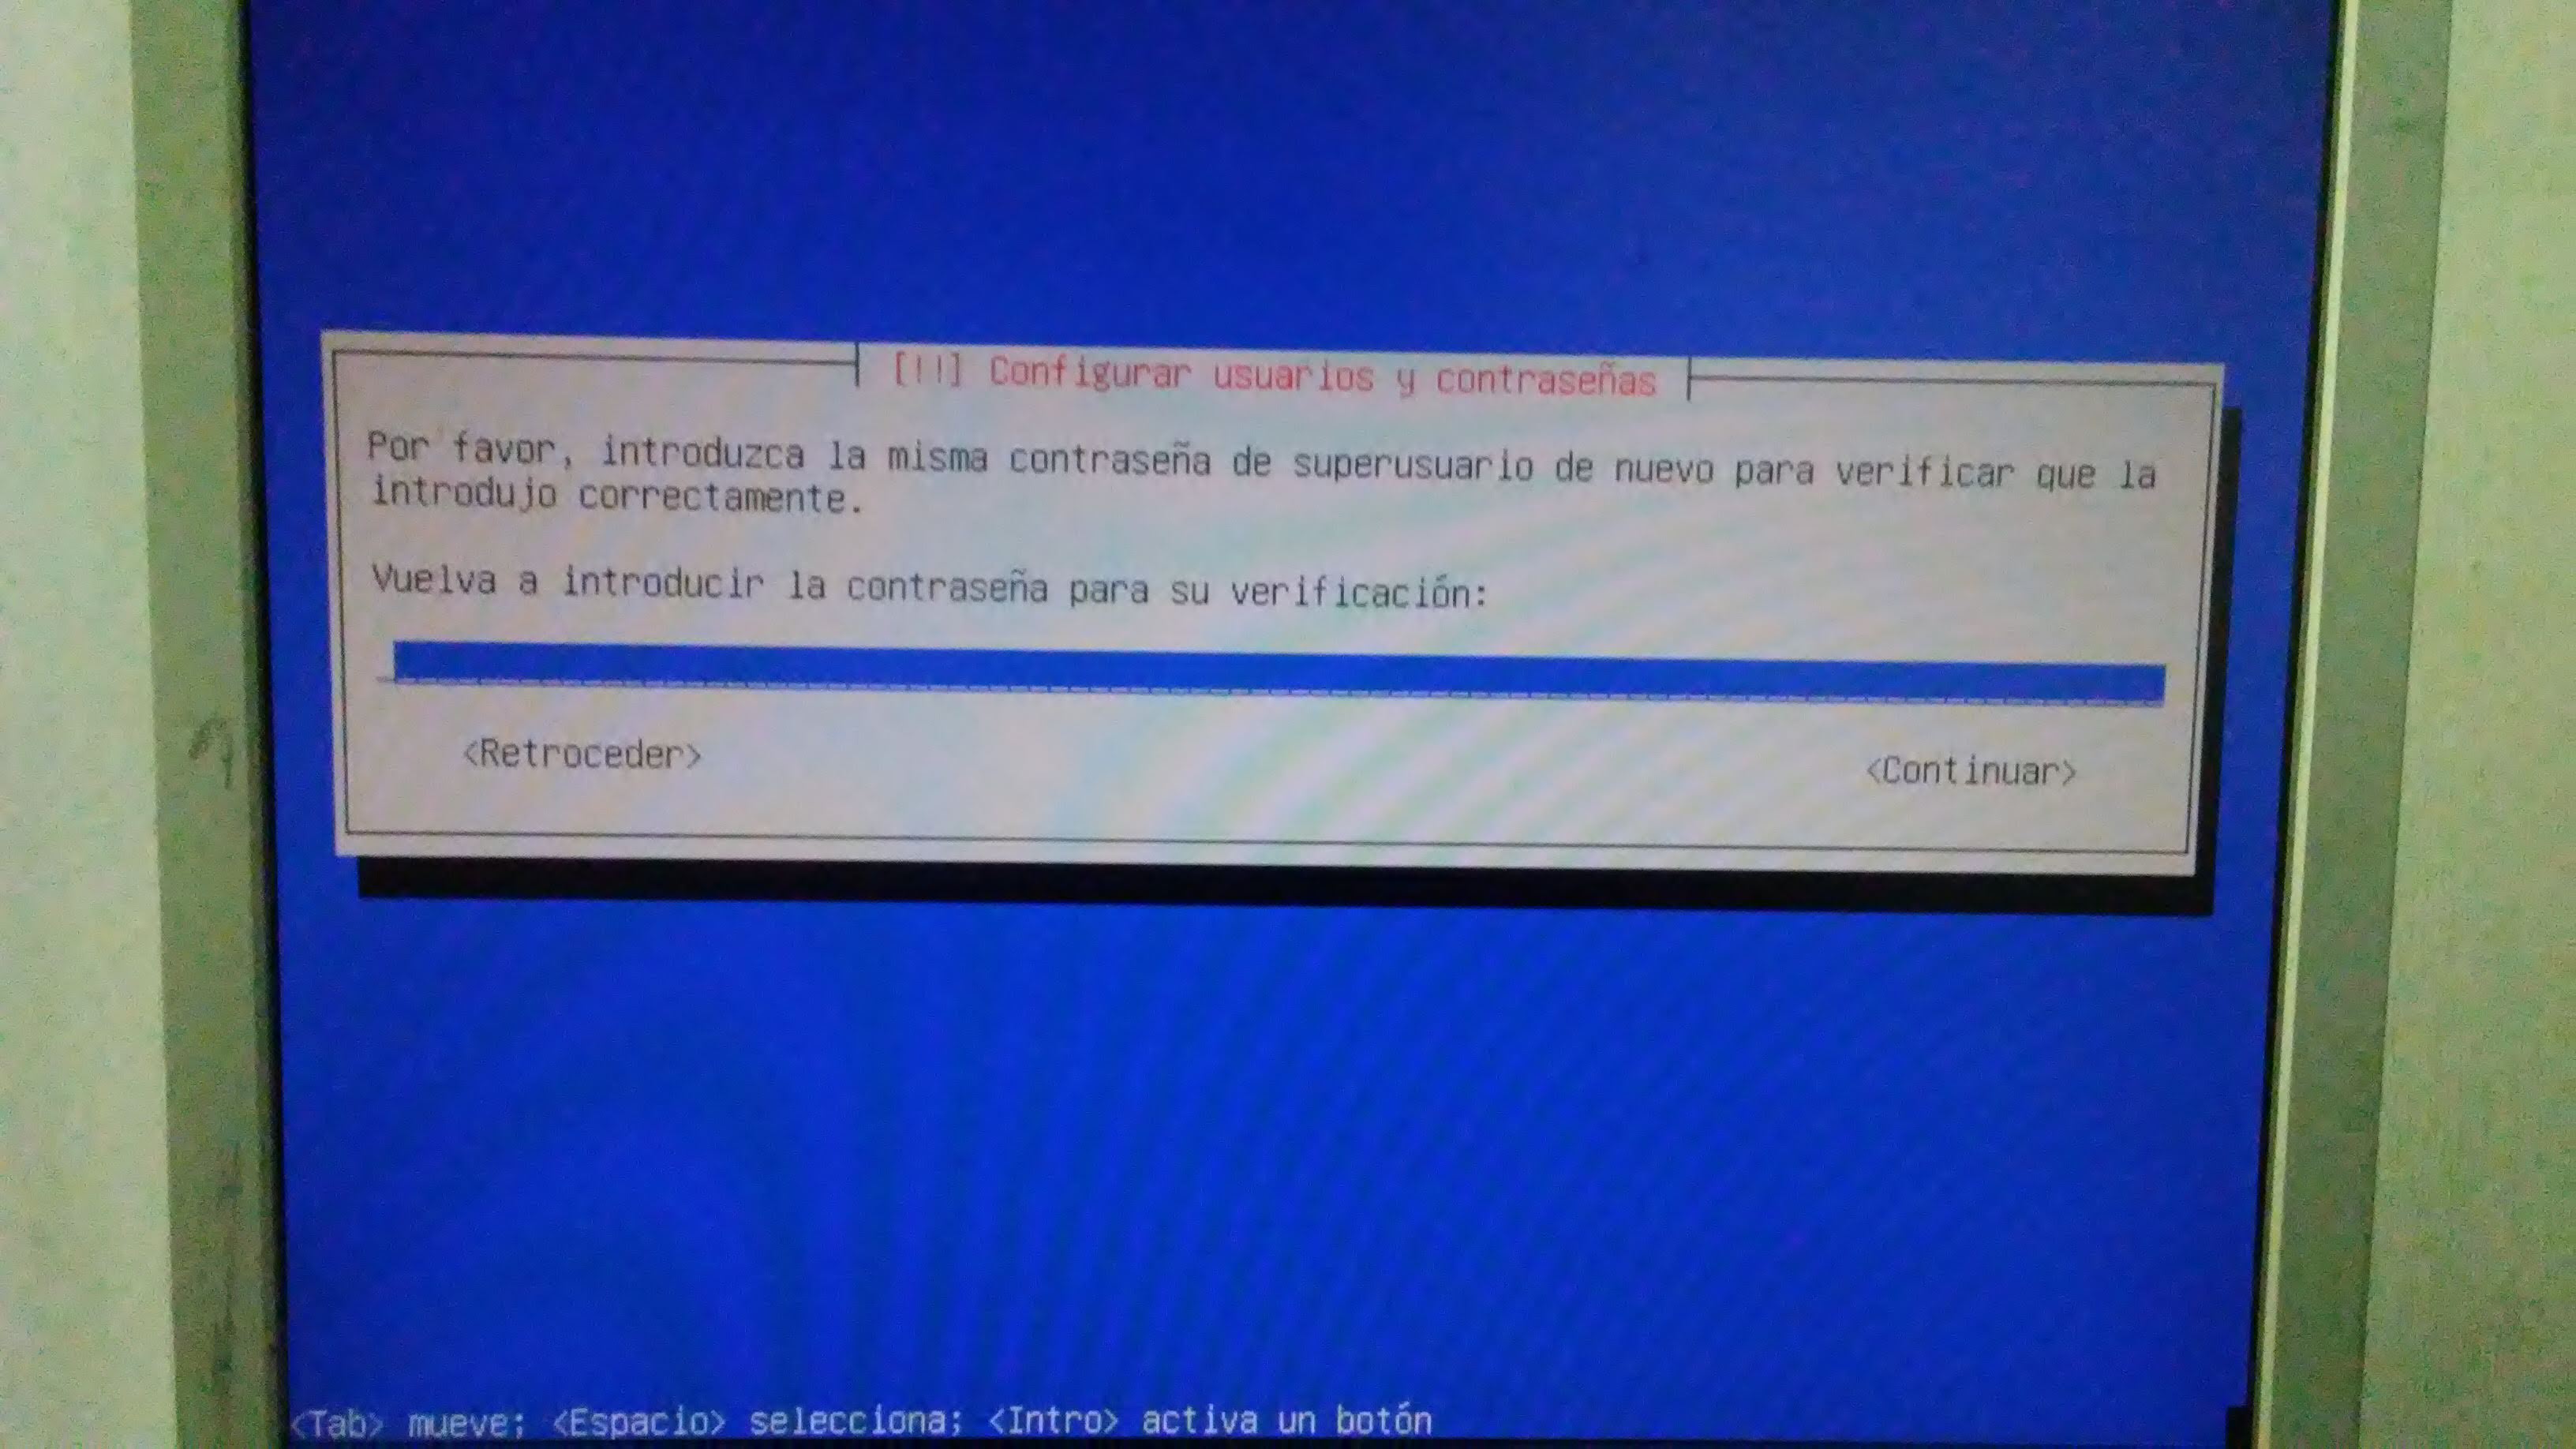 [!!] Configurar usuarios y contraseñas
Por favor, introduzca la misma contraseña de superusuario de nuevo para verificar que la
introdujo correctamente.
Vuelva a introducir la contraseña para su verificación:
<Retroceder> <Continuar>
<Tab> mueve; <Espacio> selecciona; <Intro> activa un botón